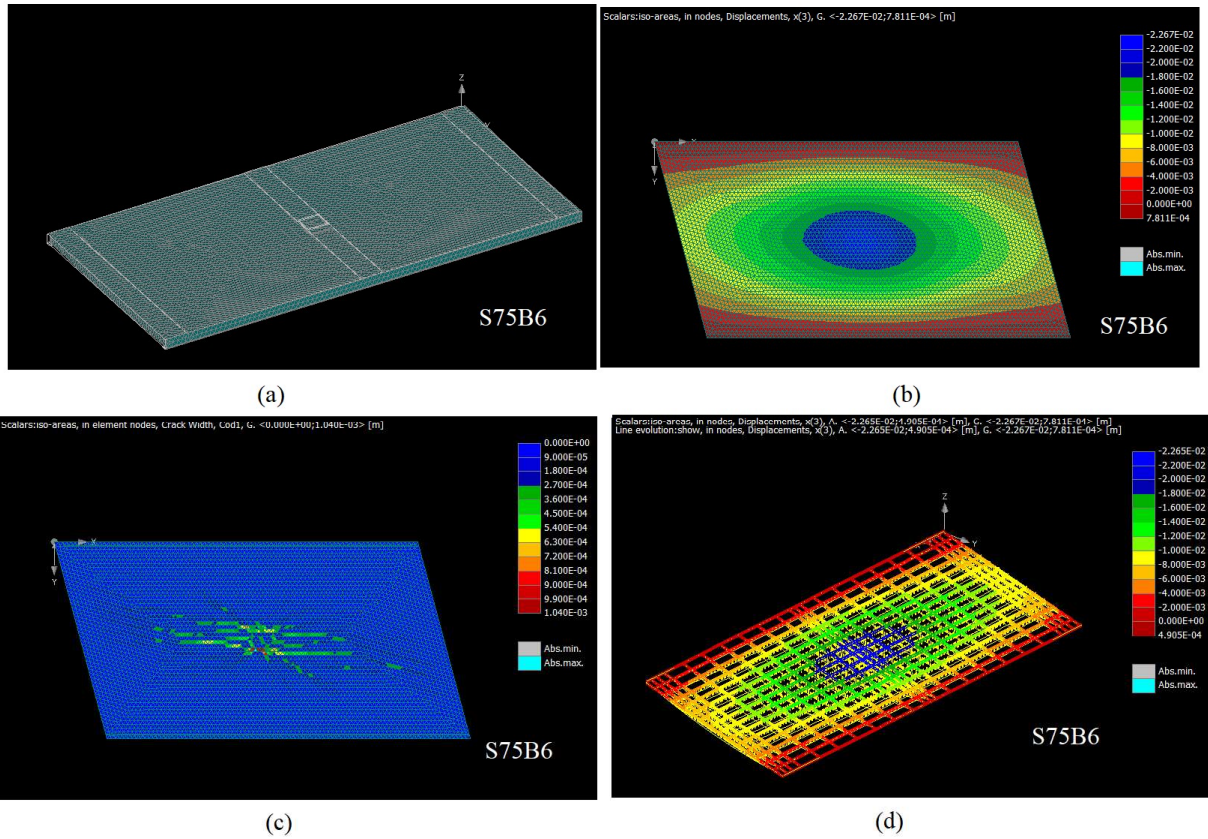 Z
S75B6
(a)
Scalars:iso-areas, in nodes, Displacements, x(3), G. <-2.267E-02;7.811E-04> [m]
-2.267E-02
-2.200E-02
-2.000E-02
-1.800E-02
-1.600E-02
-1.400E-02
-1.200E-02
-1.000E-02
-8.000E-03
-6.000E-03
-4.000E-03
-2.000E-03
0.000E+00
7.811E-04
Abs.min.
Abs.max.
Y
S75B6
(b)
Scalars:iso-areas, in element nodes, Crack Width, Cod1, G. <0.000E+00;1.040E-03> [m]
0.000E+00
9.000E-05
1.800E-04
2.700E-04
3.600E-04
4.500E-04
5.400E-04
6.300E-04
7.200E-04
8.100E-04
9.000E-04
9.900E-04
1.040E-03
Abs.min.
Abs.max.
X
Y
S75B6
(c)
Scalars:iso-areas, in nodes, Displacements, x(3), A. <-2.265E-02;4.905E-04> [m], G. <-2.267E-02;7.811E-04> [m]
Line evolution:show, in nodes, Displacements, x(3), A. <-2.265E-02;4.905E-04> [m], G. <-2.267E-02;7.811E-04> [m]
-2.265E-02
-2.200E-02
-2.000E-02
-1.800E-02
-1.600E-02
-1.400E-02
-1.200E-02
-1.000E-02
-8.000E-03
-6.000E-03
-4.000E-03
-2.000E-03
0.000E+00
4.905E-04
Abs.min.
Abs.max.
Z
Y
S75B6
(d)